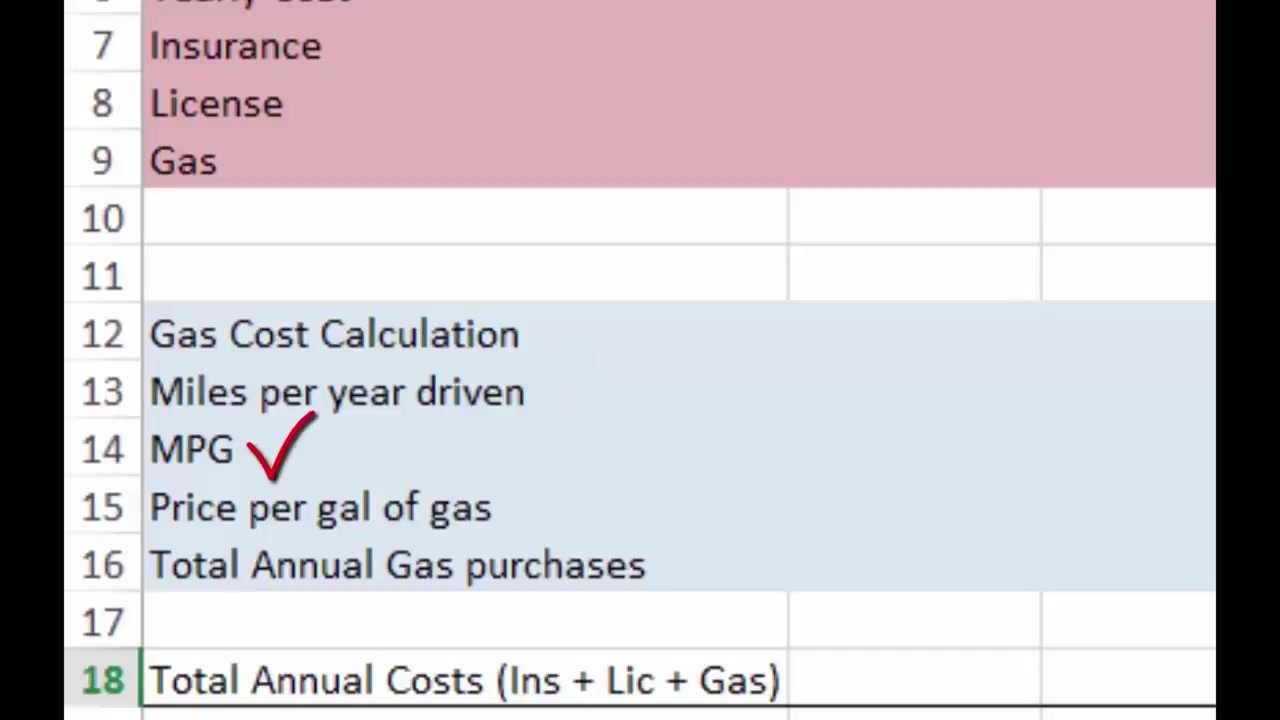 7 Insurance
8 License
9 Gas
10
11
12 Gas Cost Calculation
13 Miles per year driven
14 MPG
15 Price per gal of gas
16 Total Annual Gas purchases
17
18 Total Annual Costs (Ins + Lic + Gas)